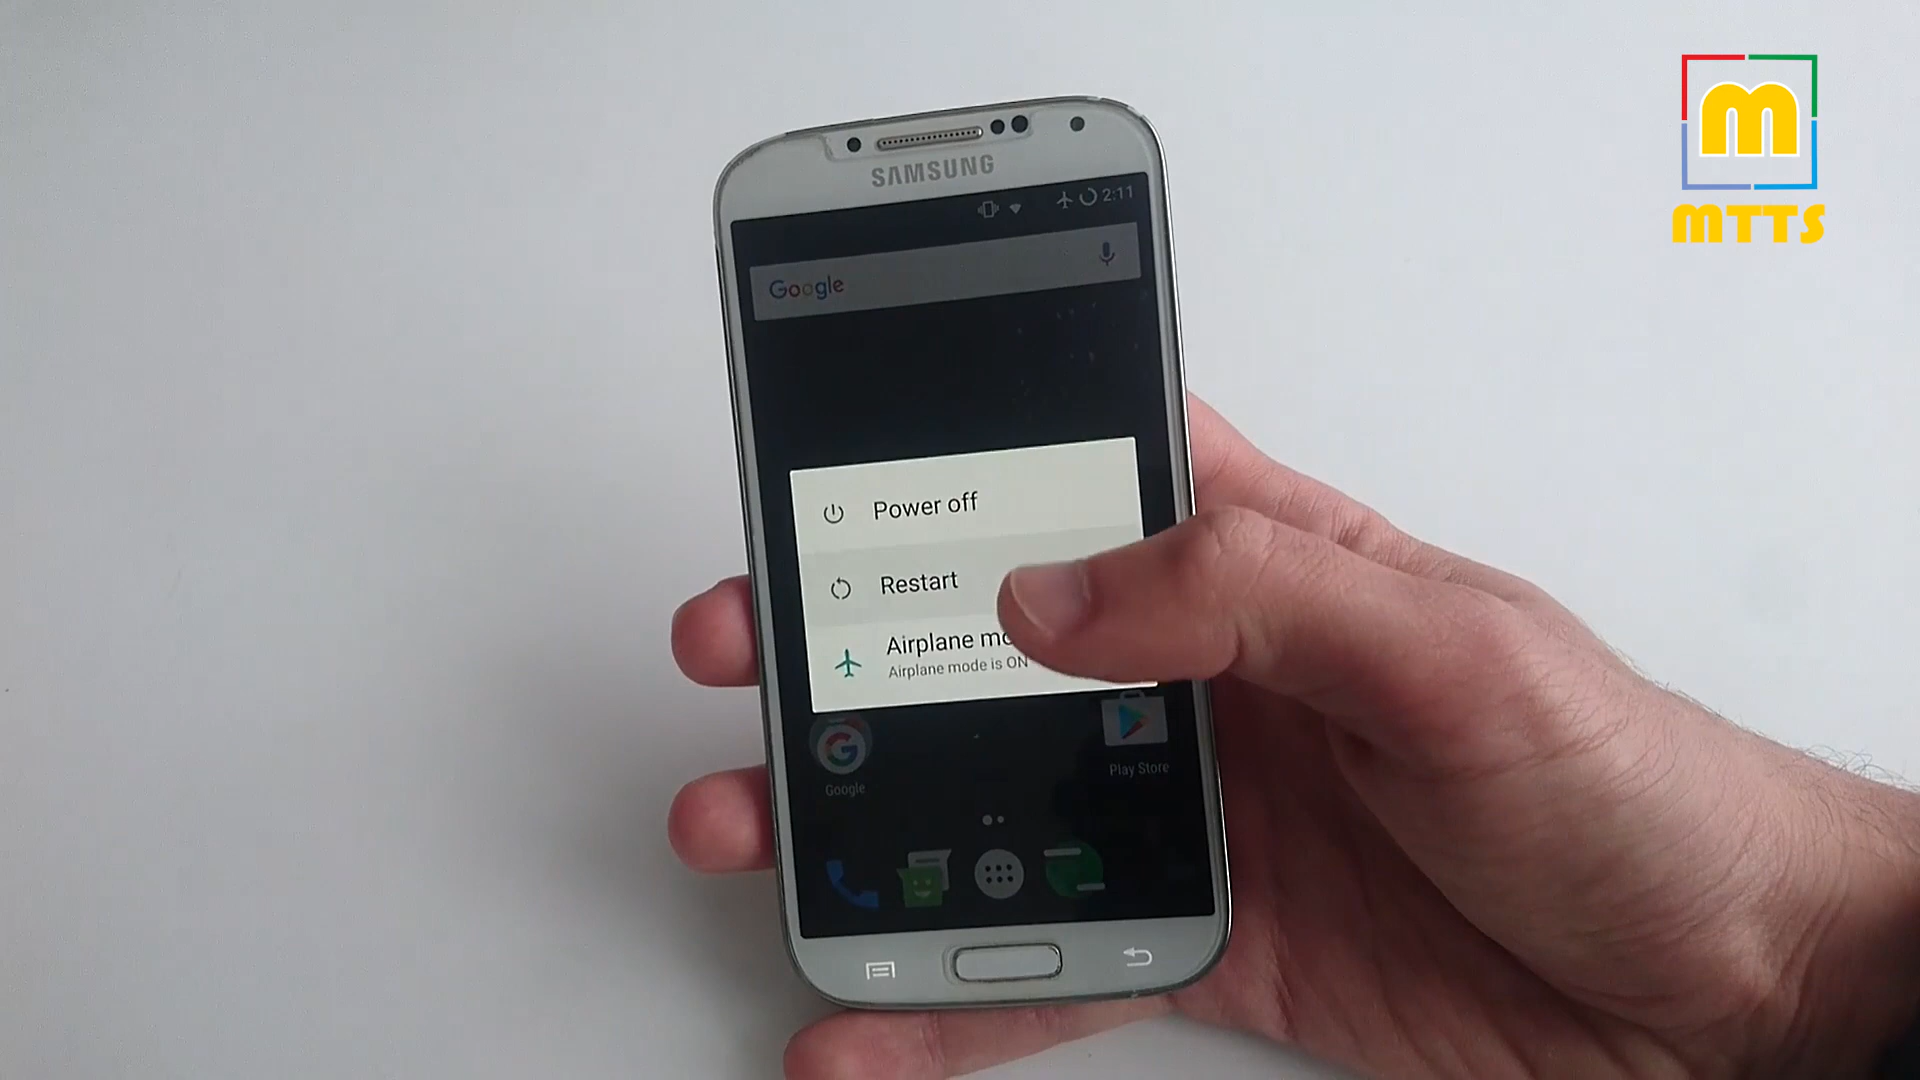 m
MTTS
SAMSUNG
2:11
Google
Power off
Restart
Airplane mo
Airplane mode is ON
Google
Play Store